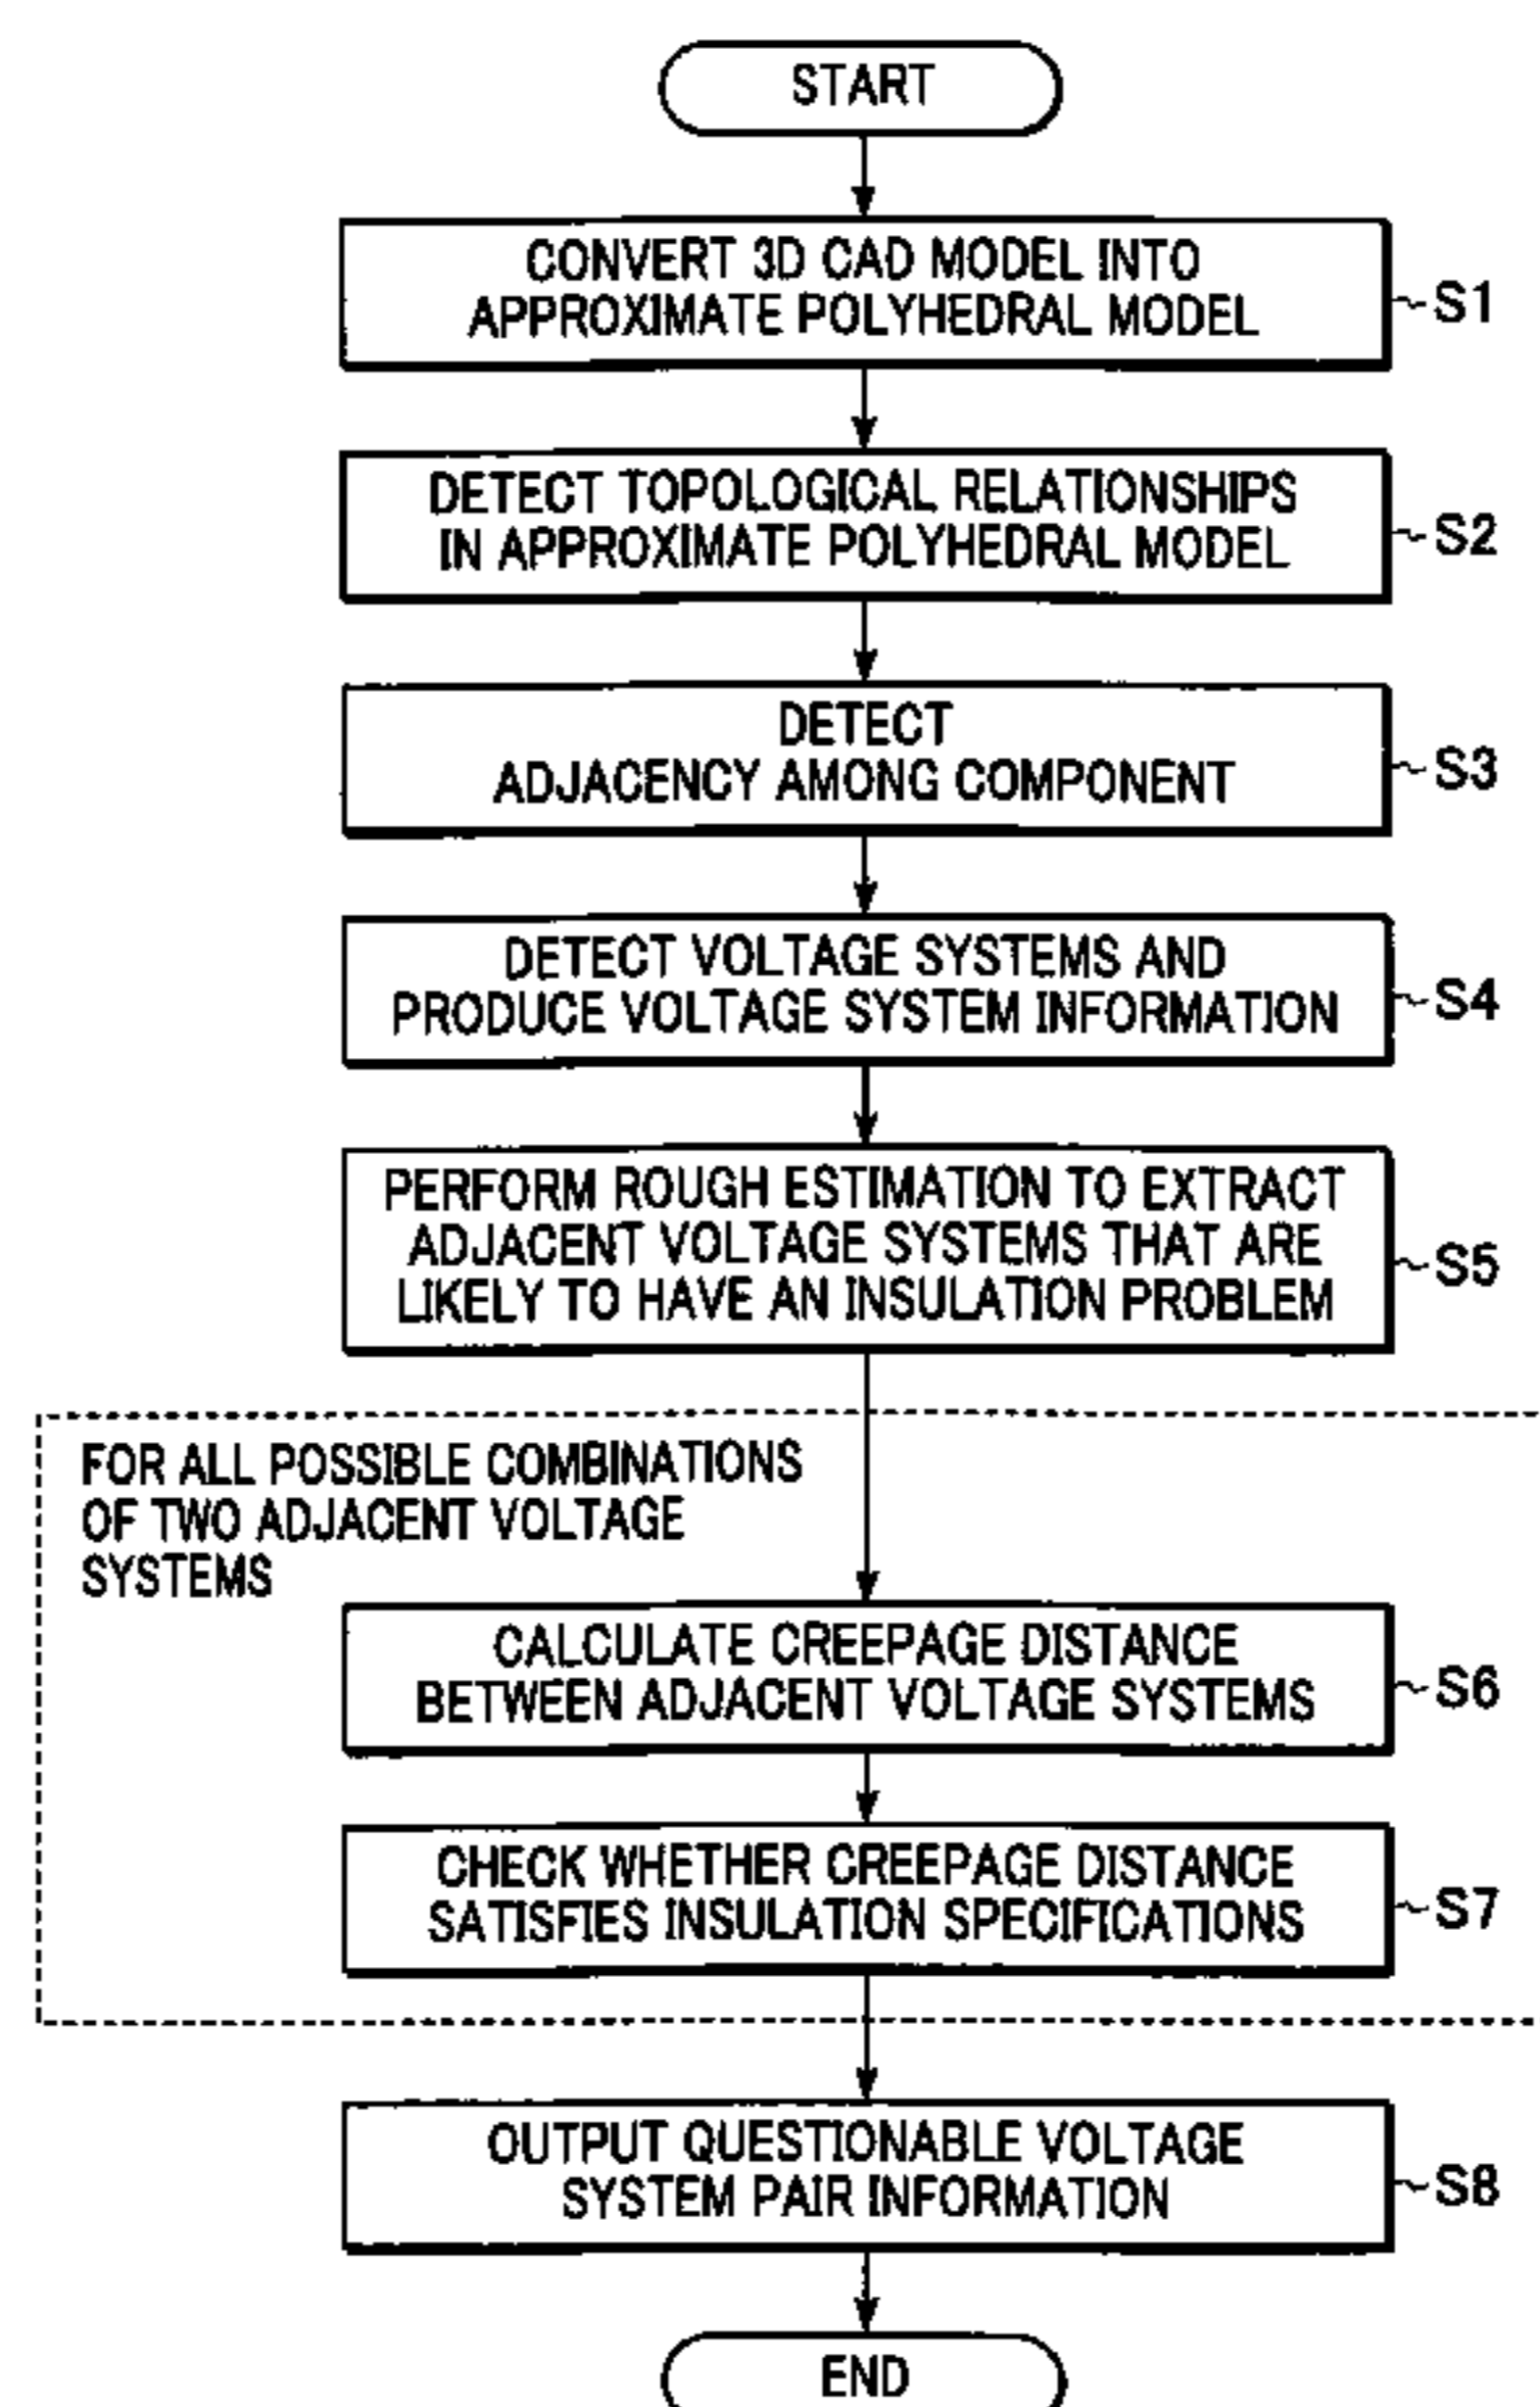 START
CONVERT 3D CAD MODEL INTO
APPROXIMATE POLYHEDRAL MODEL
S1
DETECT TOPOLOGICAL RELATIONSHIPS
IN APPROXIMATE POLYHEDRAL MODEL
S2
DETECT
ADJACENCY AMONG COMPONENT
S3
DETECT VOLTAGE SYSTEMS AND
PRODUCE VOLTAGE SYSTEM INFORMATION
S4
PERFORM ROUGH ESTIMATION TO EXTRACT
ADJACENT VOLTAGE SYSTEMS THAT ARE
LIKELY TO HAVE AN INSULATION PROBLEM
S5
FOR ALL POSSIBLE COMBINATIONS
OF TWO ADJACENT VOLTAGE
SYSTEMS
CALCULATE CREEPAGE DISTANCE
BETWEEN ADJACENT VOLTAGE SYSTEMS
S6
CHECK WHETHER CREEPAGE DISTANCE
SATISFIES INSULATION SPECIFICATIONS
S7
OUTPUT QUESTIONABLE VOLTAGE
SYSTEM PAIR INFORMATION
S8
END